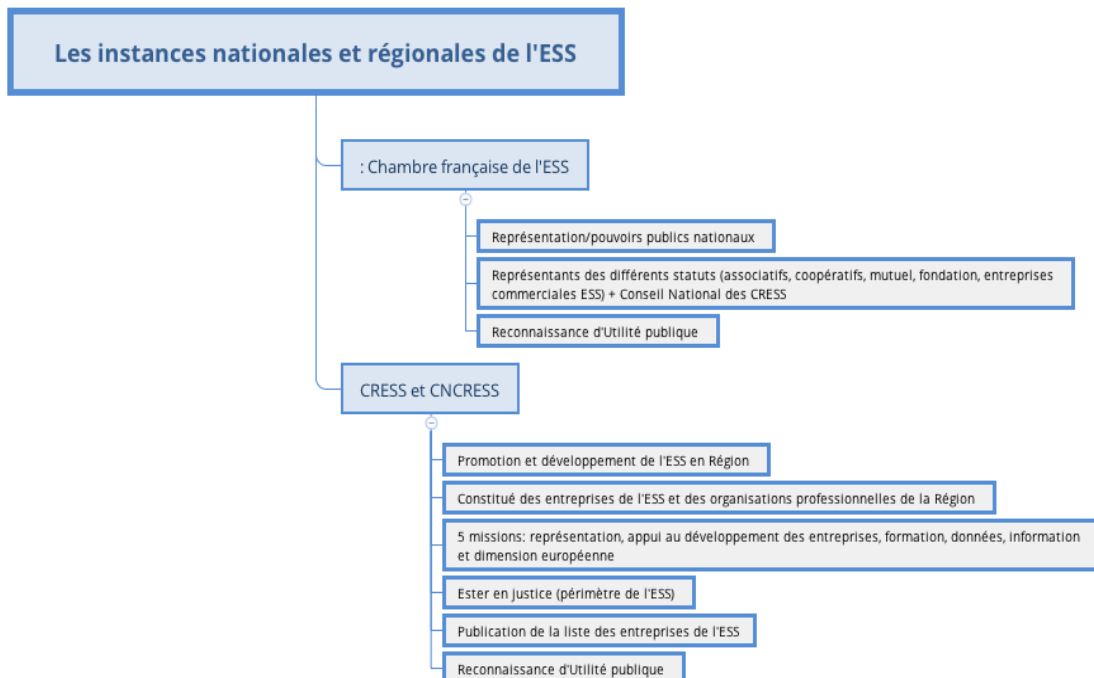 Les instances nationales et régionales de l'ESS
: Chambre française de l'ESS
Représentation/pouvoirs publics nationaux
Représentants des différents statuts (associatifs, coopératifs, mutuel, fondation, entreprises
commerciales ESS) + Conseil National des CRESS
Reconnaissance d'Utilité publique
CRESS et CNCRESS
Promotion et développement de l'ESS en Région
Constitué des entreprises de l'ESS et des organisations professionnelles de la Région
5 missions: représentation, appui au développement des entreprises, formation, données, information
et dimension européenne
Ester en justice (périmètre de l'ESS)
Publication de la liste des entreprises de l'ESS
Reconnaissance d'Utilité publique